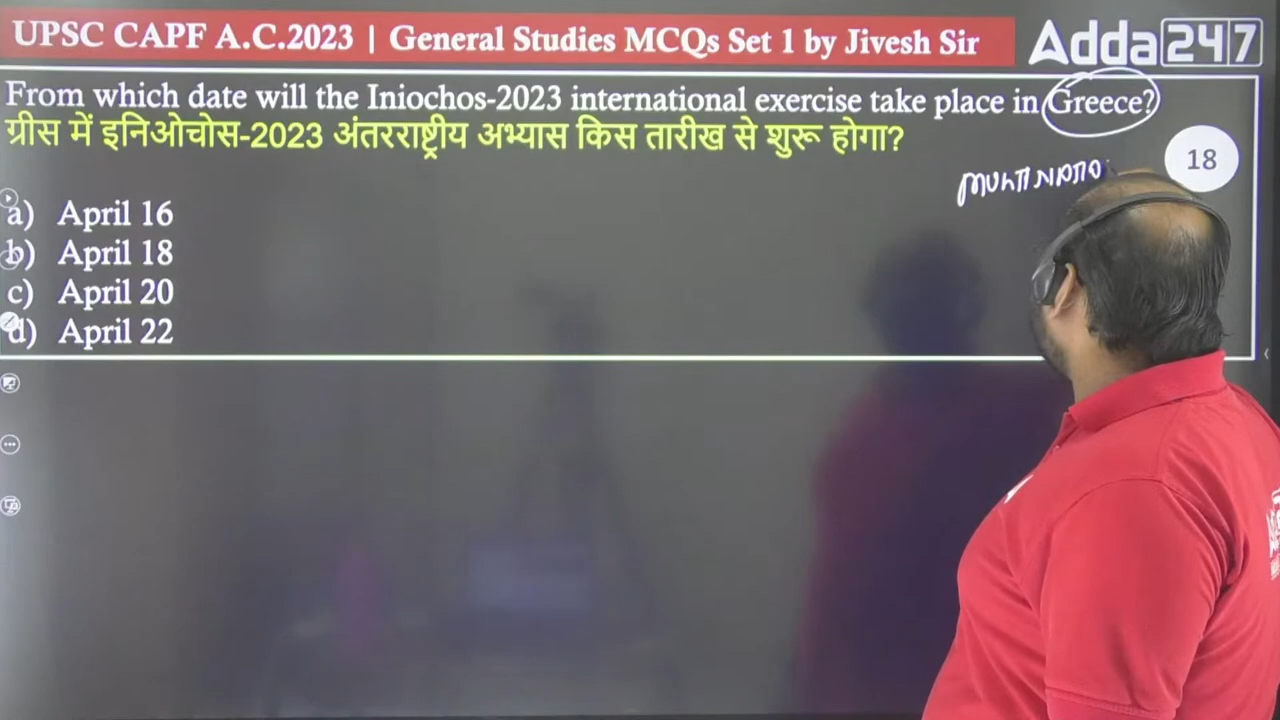 UPSC CAPF A.C.2023 | General Studies MCQs Set 1 by Jivesh Sir
Adda247
From which date will the Iniochos-2023 international exercise take place in Greece?
ग्रीस में इनिओचोस-2023 अंतरराष्ट्रीय अभ्यास किस तारीख से शुरू होगा?
18
MULTI NATIO
a) April 16
b) April 18
c) April 20
d) April 22